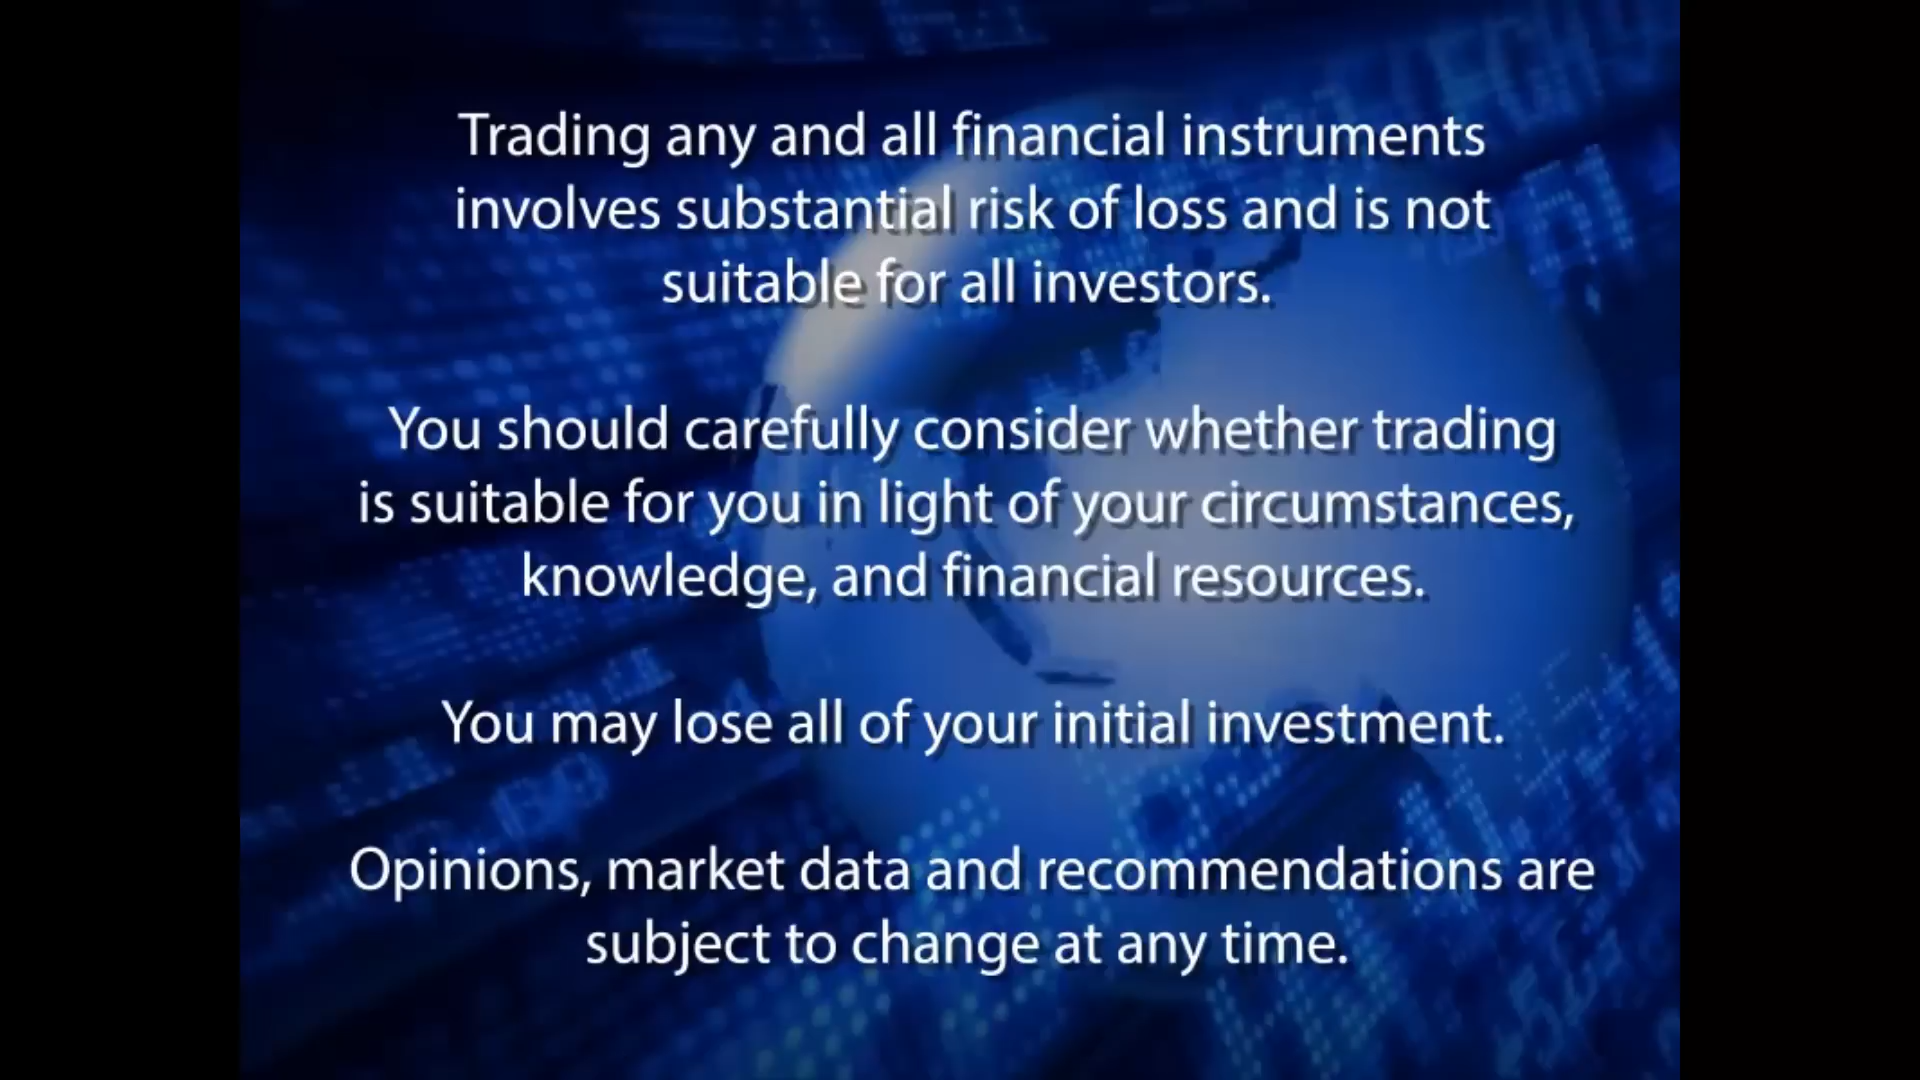 Trading any and all financial instruments
involves substantial risk of loss and is not
suitable for all investors.
You should carefully consider whether trading
is suitable for you in light of your circumstances,
knowledge, and financial resources.
You may lose all of your initial investment.
Opinions, market data and recommendations are
subject to change at any time.